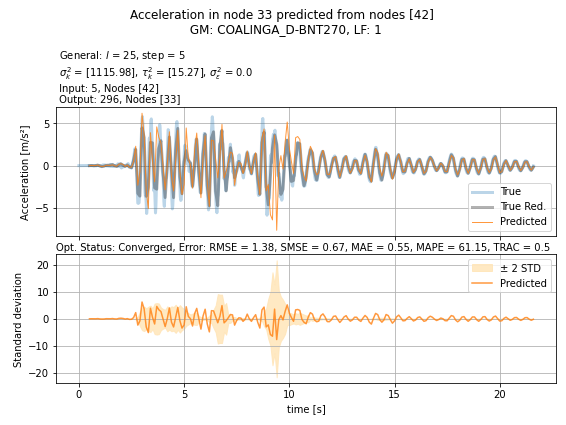 Acceleration in node 33 predicted from nodes [42]
GM: COALINGA_D-BNT270, LF: 1
General: l = 25, step = 5
σ²ₖ = [1115.98], τ²ₖ = [15.27], σ²ε = 0.0
Input: 5, Nodes [42]
Output: 296, Nodes [33]
Acceleration [m/s²]
5
0
−5
True
True Red.
Predicted
Opt. Status: Converged, Error: RMSE = 1.38, SMSE = 0.67, MAE = 0.55, MAPE = 61.15, TRAC = 0.5
Standard deviation
20
10
0
−10
−20
± 2 STD
Predicted
0 5 10 15 20
time [s]